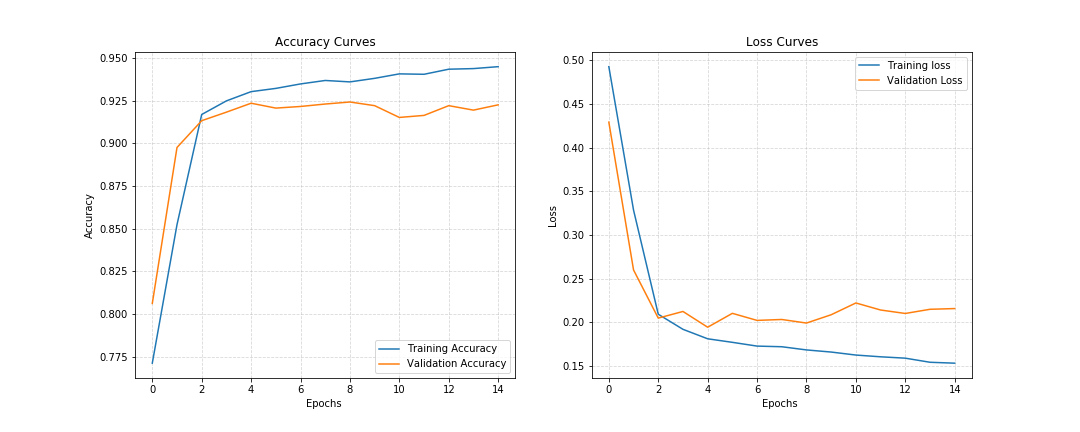 Accuracy Curves
0.950
0.925
0.900
0.875
0.850
0.825
0.800
0.775
Accuracy
0 2 4 6 8 10 12 14
Epochs
Training Accuracy
Validation Accuracy
Loss Curves
0.50
0.45
0.40
0.35
0.30
0.25
0.20
0.15
Loss
0 2 4 6 8 10 12 14
Epochs
Training loss
Validation Loss